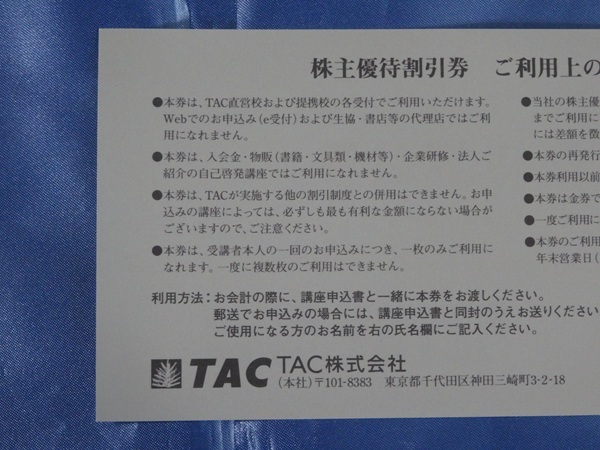 株主優待割引券 ご利用上の
●本券は、TAC直営校および提携校の各受付でご利用いただけます。
Webでのお申込み(e受付)および生協・書店等の代理店ではご利
用になれません。
●本券は、入会金・物販(書籍・文具類・機材等)・企業研修・法人ご
紹介の自己啓発講座ではご利用になれません。
●本券は、TACが実施する他の割引制度との併用はできません。お申
込みの講座によっては、必ずしも最も有利な金額にならない場合が
ございますので、ご注意ください。
●本券は、受講者本人の一回のお申込みにつき、一枚のみご利用に
なれます。一度に複数枚のご利用はできません。
●当社の株主優
までご利用に
には差額を徴
●本券の再発行
●本券利用以前
●本券は金券で
●一度ご利用に
●本券のご利用
年末営業日(
利用方法：お会計の際に、講座申込書と一緒に本券をお渡しください。
郵送でお申込みの場合には、講座申込書と同封のうえお送りください
ご使用になる方のお名前を右の氏名欄にご記入ください。
TAC TAC株式会社
(本社)〒101-8383 東京都千代田区神田三崎町3-2-18